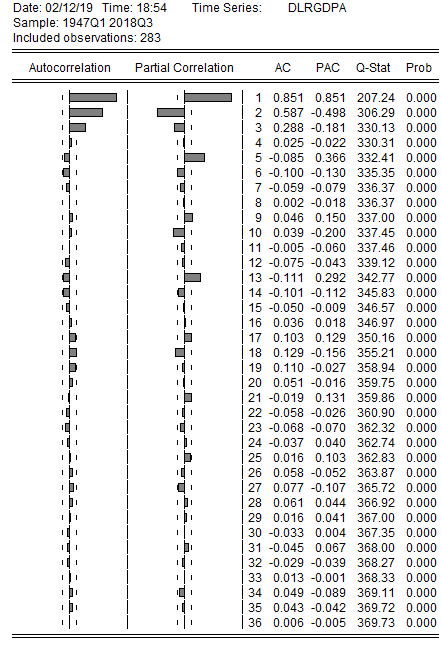 Date: 02/12/19 Time: 18:54 Time Series: DLRGDPA
Sample: 1947Q1 2018Q3
Included observations: 283
Autocorrelation Partial Correlation AC PAC Q-Stat Prob
1 0.851 0.851 207.24 0.000
2 0.587 -0.498 306.29 0.000
3 0.288 -0.181 330.13 0.000
4 0.025 -0.022 330.31 0.000
5 -0.085 0.366 332.41 0.000
6 -0.100 -0.130 335.35 0.000
7 -0.059 -0.079 336.37 0.000
8 0.002 -0.018 336.37 0.000
9 0.046 0.150 337.00 0.000
10 0.039 -0.200 337.45 0.000
11 -0.005 -0.060 337.46 0.000
12 -0.075 -0.043 339.12 0.000
13 -0.111 0.292 342.77 0.000
14 -0.101 -0.112 345.83 0.000
15 -0.050 -0.009 346.57 0.000
16 0.036 0.018 346.97 0.000
17 0.103 0.129 350.16 0.000
18 0.129 -0.156 355.21 0.000
19 0.110 -0.027 358.94 0.000
20 0.051 -0.016 359.75 0.000
21 -0.019 0.131 359.86 0.000
22 -0.058 -0.026 360.90 0.000
23 -0.068 -0.070 362.32 0.000
24 -0.037 0.040 362.74 0.000
25 0.016 0.103 362.83 0.000
26 0.058 -0.052 363.87 0.000
27 0.077 -0.107 365.72 0.000
28 0.061 0.044 366.92 0.000
29 0.016 0.041 367.00 0.000
30 -0.033 0.004 367.35 0.000
31 -0.045 0.067 368.00 0.000
32 -0.029 -0.039 368.27 0.000
33 0.013 -0.001 368.33 0.000
34 0.049 -0.089 369.11 0.000
35 0.043 -0.042 369.72 0.000
36 0.006 -0.005 369.73 0.000